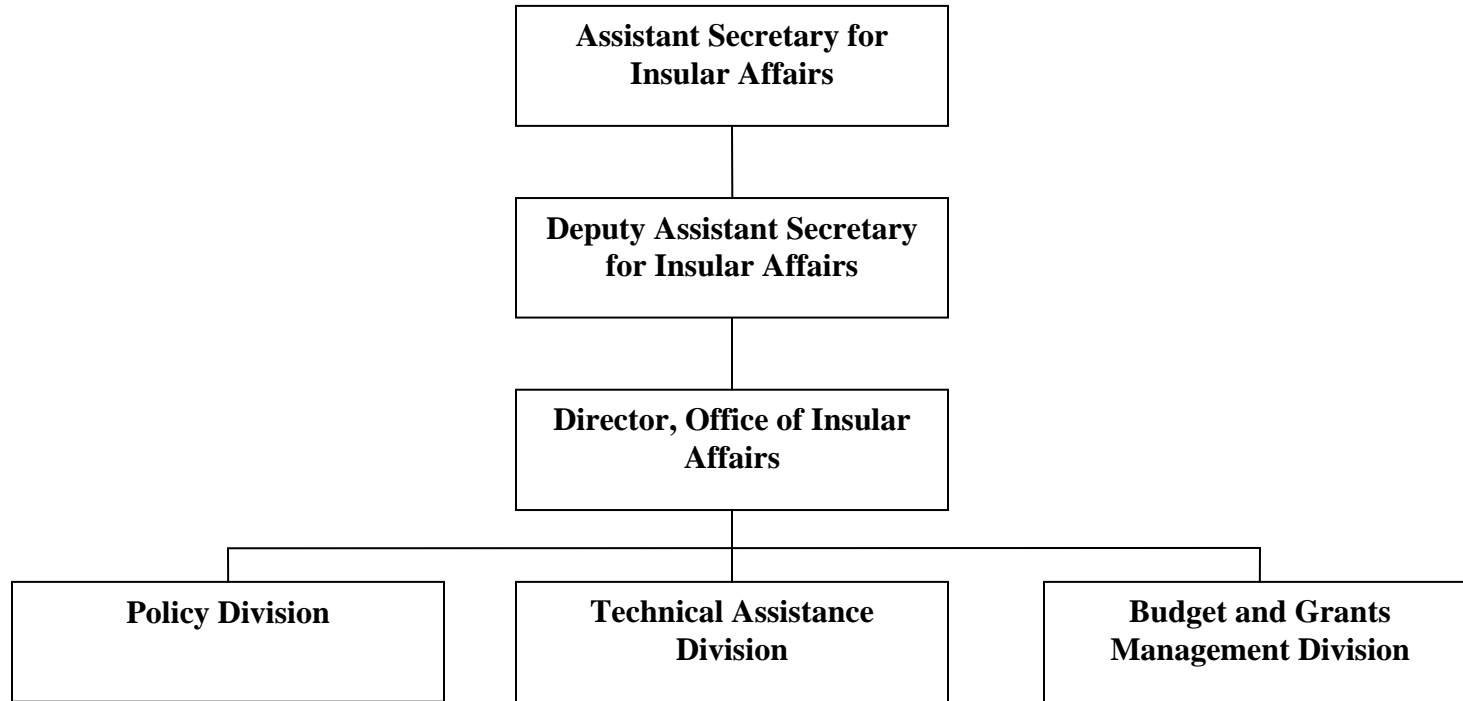 Assistant Secretary for
Insular Affairs
Deputy Assistant Secretary
for Insular Affairs
Director, Office of Insular
Affairs
Policy Division
Technical Assistance
Division
Budget and Grants
Management Division